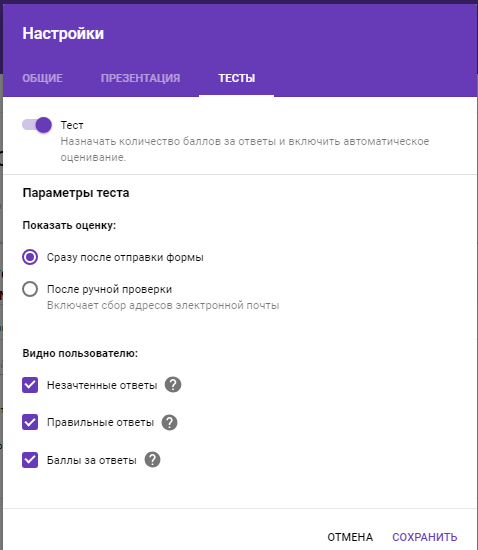 Настройки
ОБЩИЕ ПРЕЗЕНТАЦИЯ ТЕСТЫ
Тест
Назначать количество баллов за ответы и включить автоматическое
оценивание.
Параметры теста
Показать оценку:
Сразу после отправки формы
После ручной проверки
Включает сбор адресов электронной почты
Видно пользователю:
Незачтенные ответы ?
Правильные ответы ?
Баллы за ответы ?
ОТМЕНА СОХРАНИТЬ